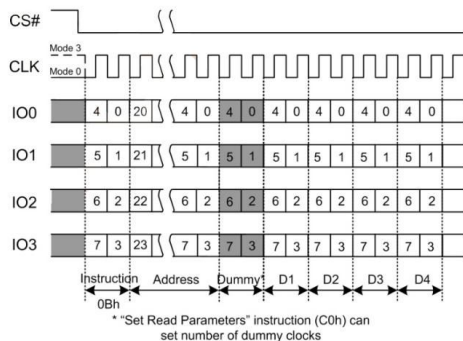 CS#
Mode 3
CLK
Mode 0
IO0 4 0 20 4 0 4 0 4 0 4 0 4 0 4 0
IO1 5 1 21 5 1 5 1 5 1 5 1 5 1 5 1
IO2 6 2 22 6 2 6 2 6 2 6 2 6 2 6 2
IO3 7 3 23 7 3 7 3 7 3 7 3 7 3 7 3
Instruction Address Dummy* D1 D2 D3 D4
0Bh
* "Set Read Parameters" instruction (C0h) can
set number of dummy clocks